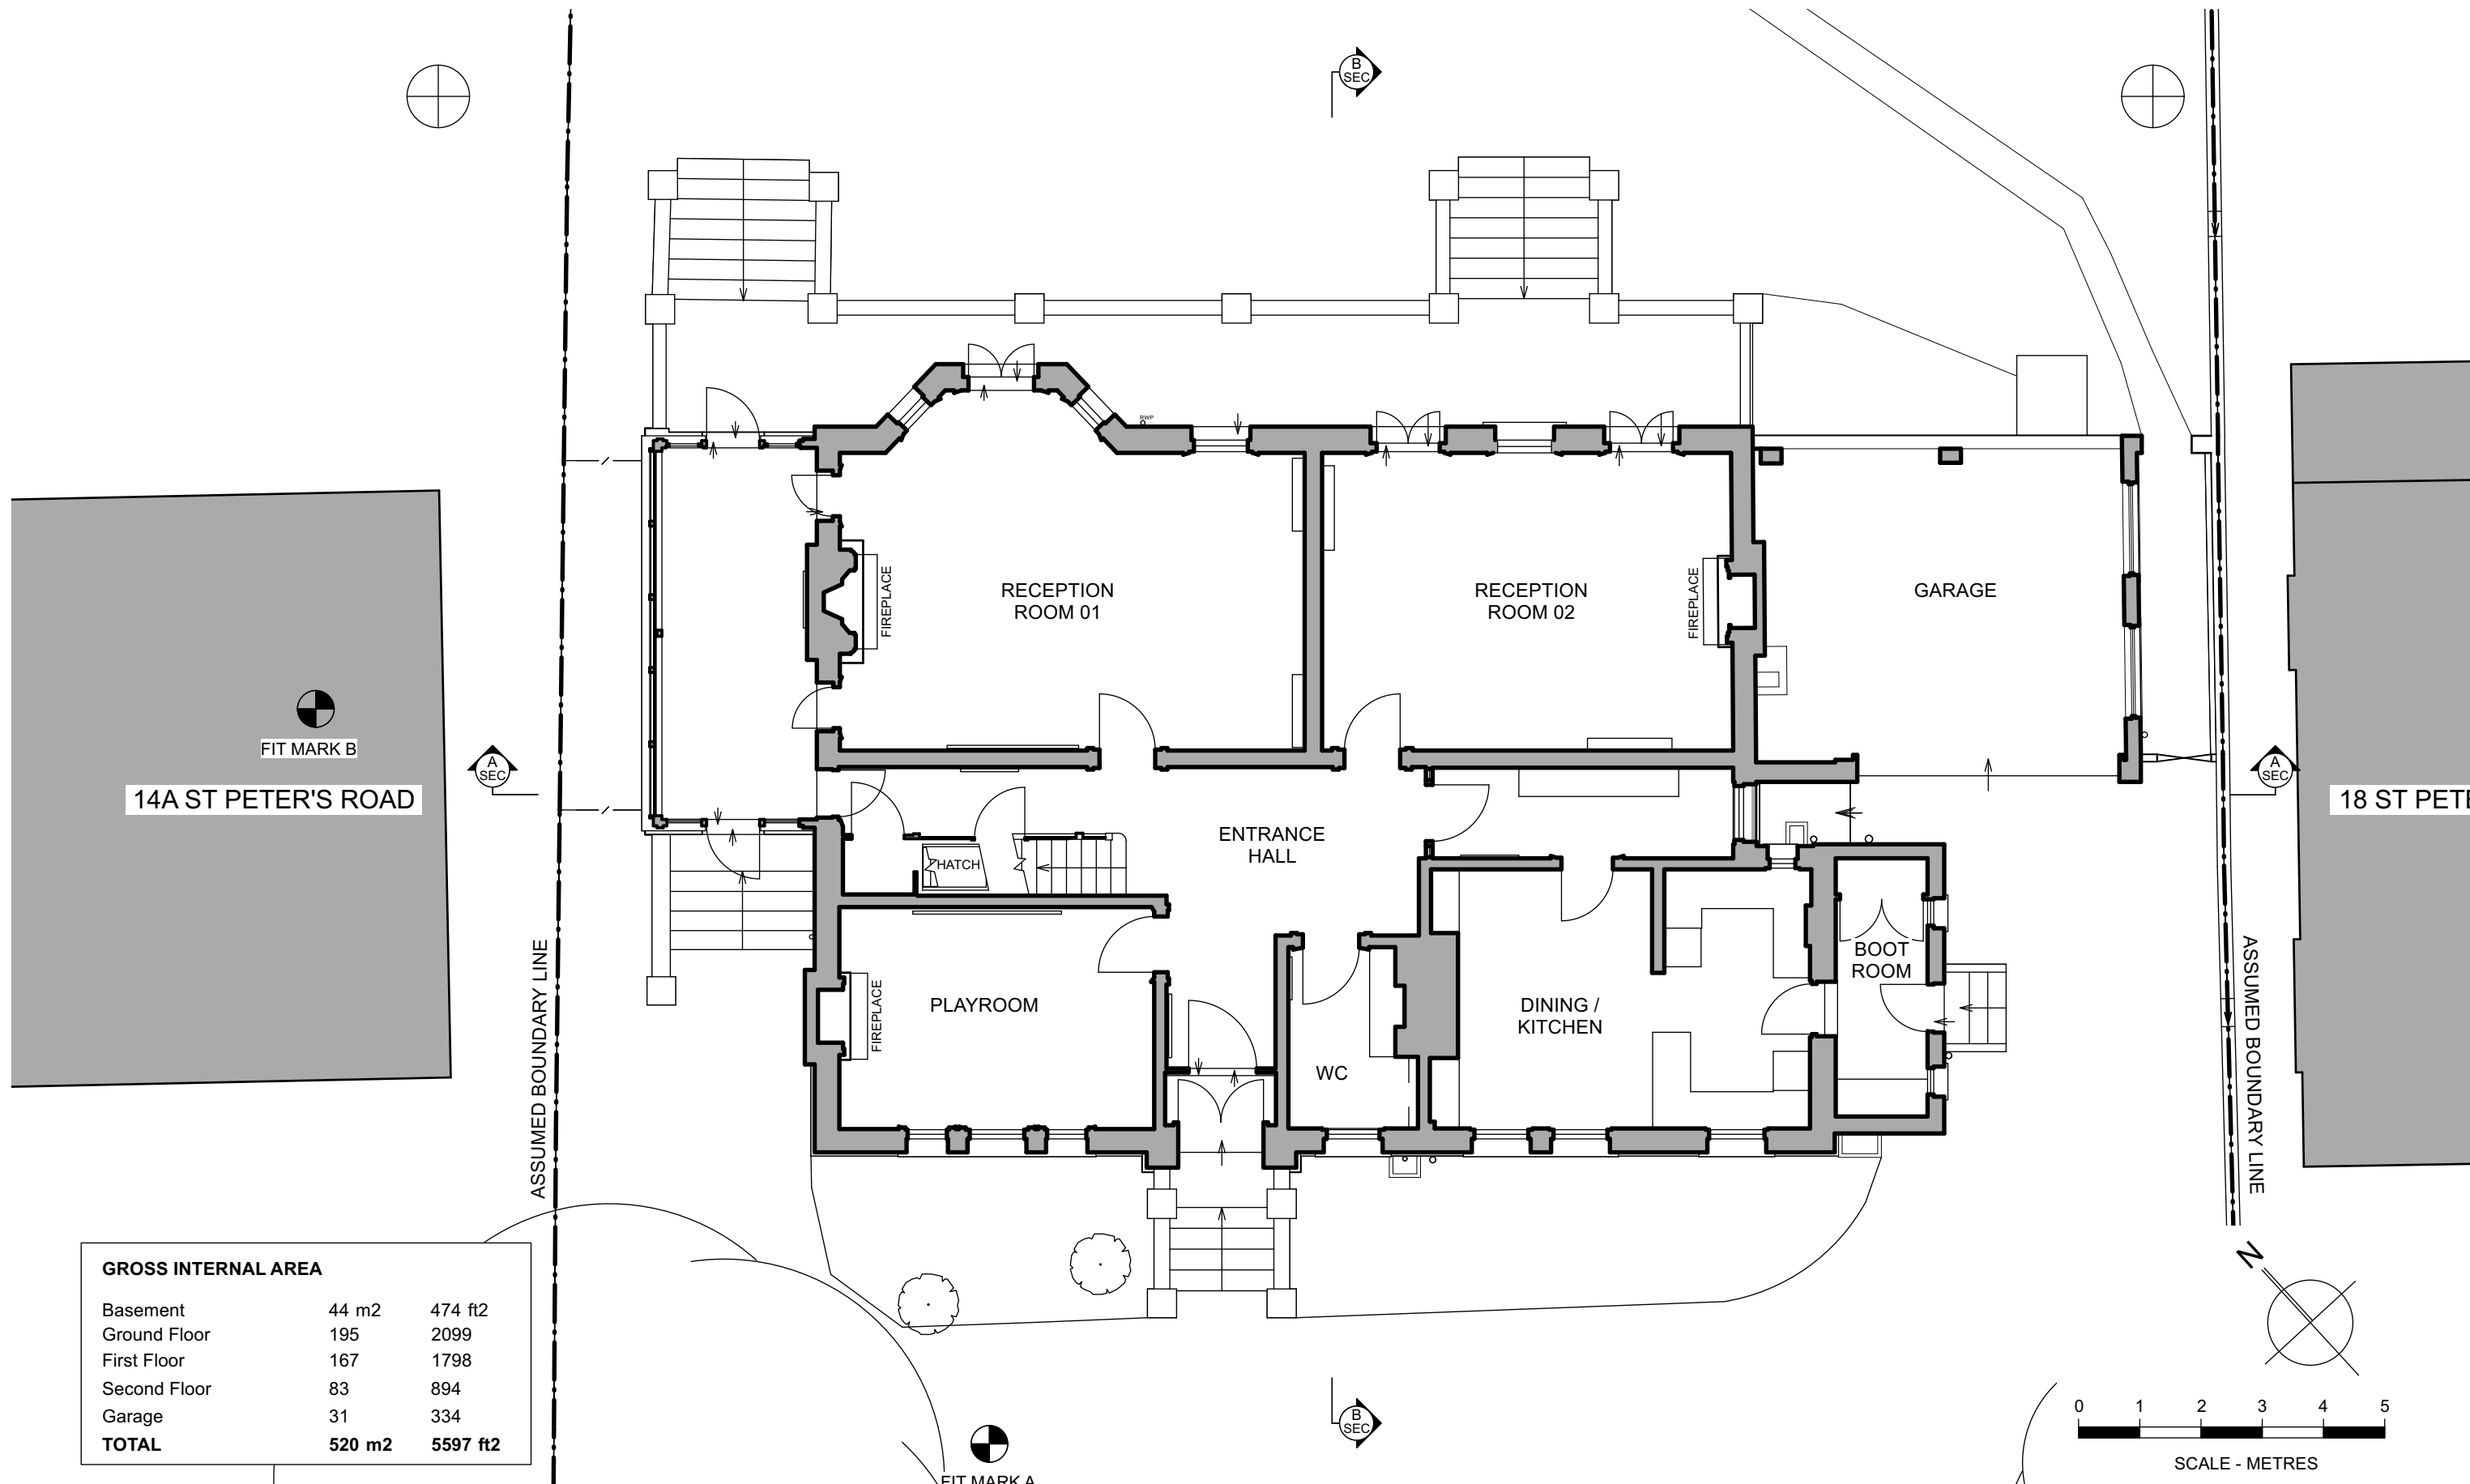 B
SEC
RWP
FIREPLACE
RECEPTION
ROOM 01
RECEPTION
ROOM 02
FIREPLACE
GARAGE
FIT MARK B
14A ST PETER'S ROAD
A
SEC
A
SEC
18 ST PETE
ENTRANCE
HALL
HATCH
BOOT
ROOM
PLAYROOM
FIREPLACE
DINING /
KITCHEN
WC
ASSUMED BOUNDARY LINE
ASSUMED BOUNDARY LINE
N
GROSS INTERNAL AREA
Basement 44 m2 474 ft2
Ground Floor 195 2099
First Floor 167 1798
Second Floor 83 894
Garage 31 334
TOTAL 520 m2 5597 ft2
B
SEC
FIT MARK A
0 1 2 3 4 5
SCALE - METRES